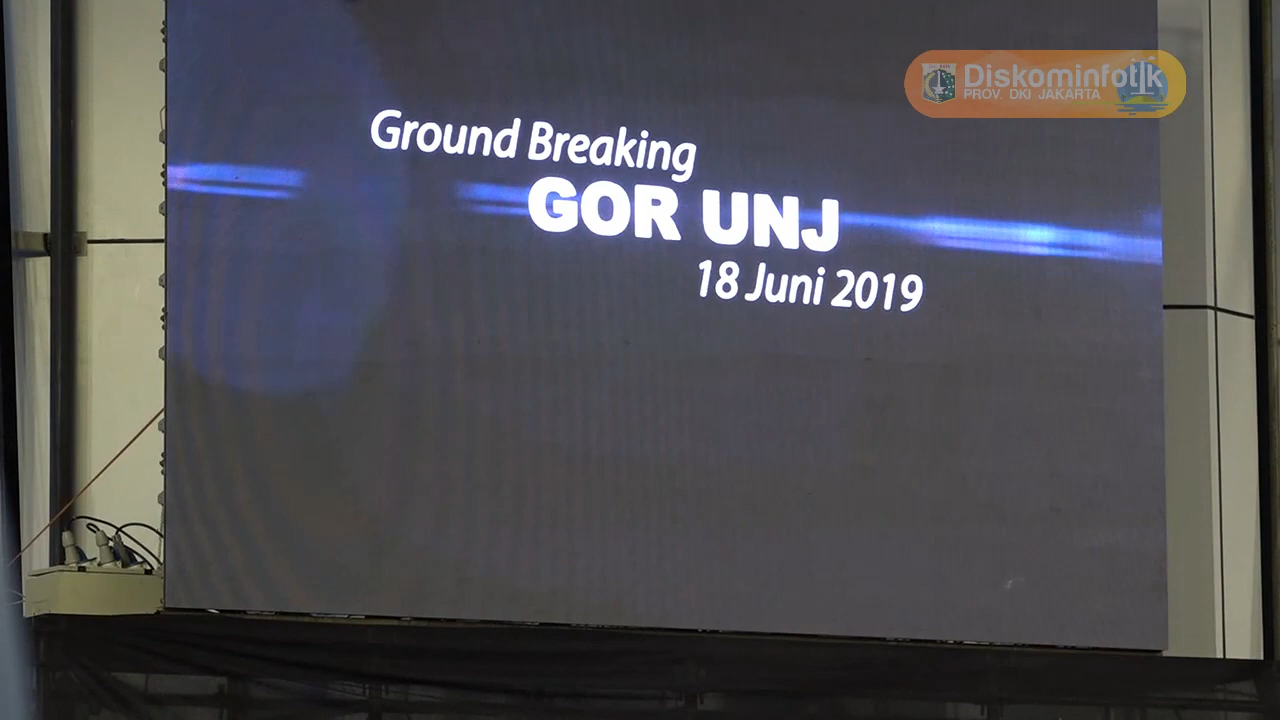 Diskominfotik
PROV. DKI JAKARTA
Ground Breaking
GOR UNJ
18 Juni 2019